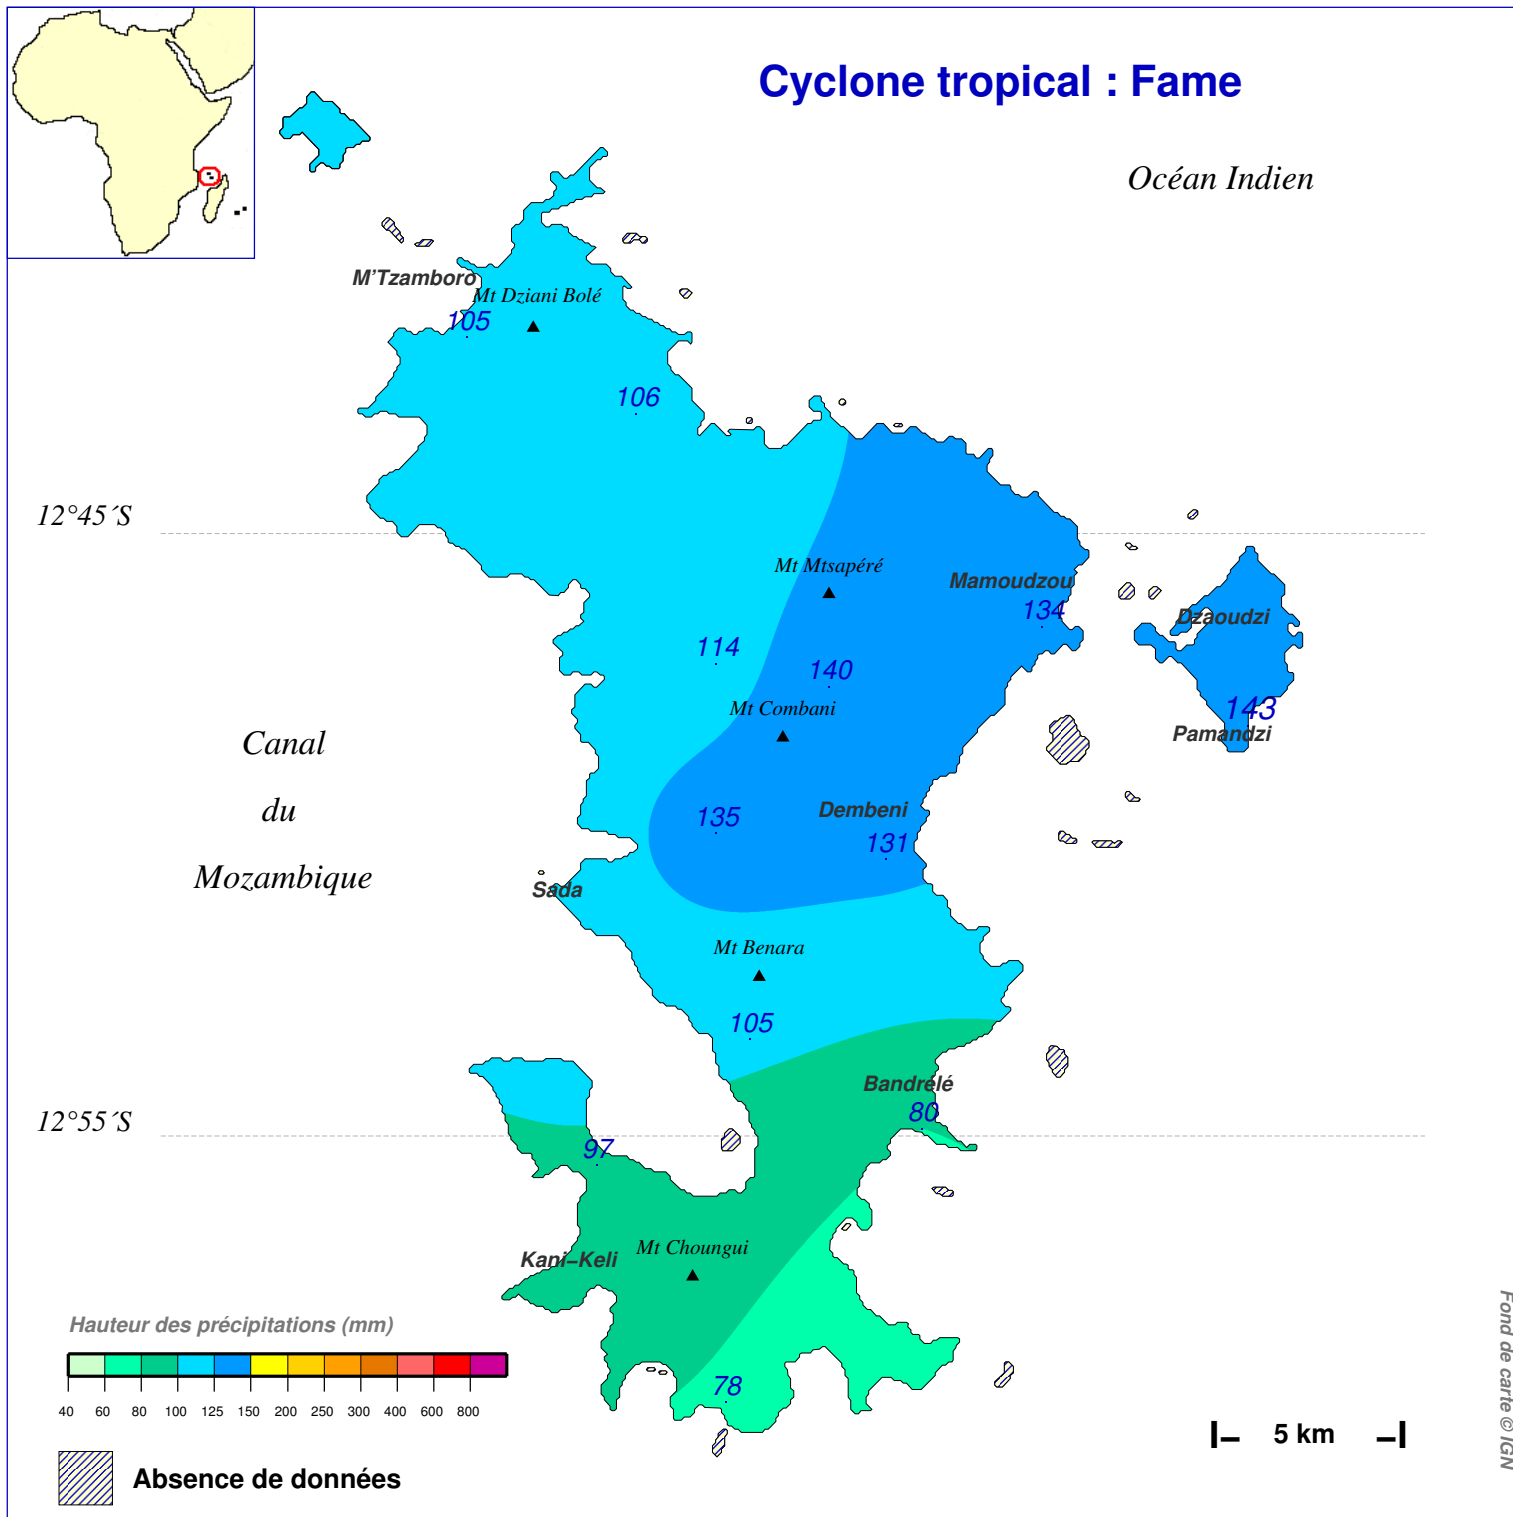 Cyclone tropical : Fame
Océan Indien
M'Tzamboro
Mt Dziani Bolé
105
106
12°45´S
Mt Mtsapéré
Mamoudzou
134
Dzaoudzi
114
140
Mt Combani
143
Pamandzi
Canal
du
Mozambique
135
Dembeni
131
Sada
Mt Benara
105
Bandrélé
80
12°55´S
97
Kani–Keli
Mt Choungui
78
Hauteur des précipitations (mm)
40 60 80 100 125 150 200 250 300 400 600 800
Absence de données
5 km
Fond de carte © IGN